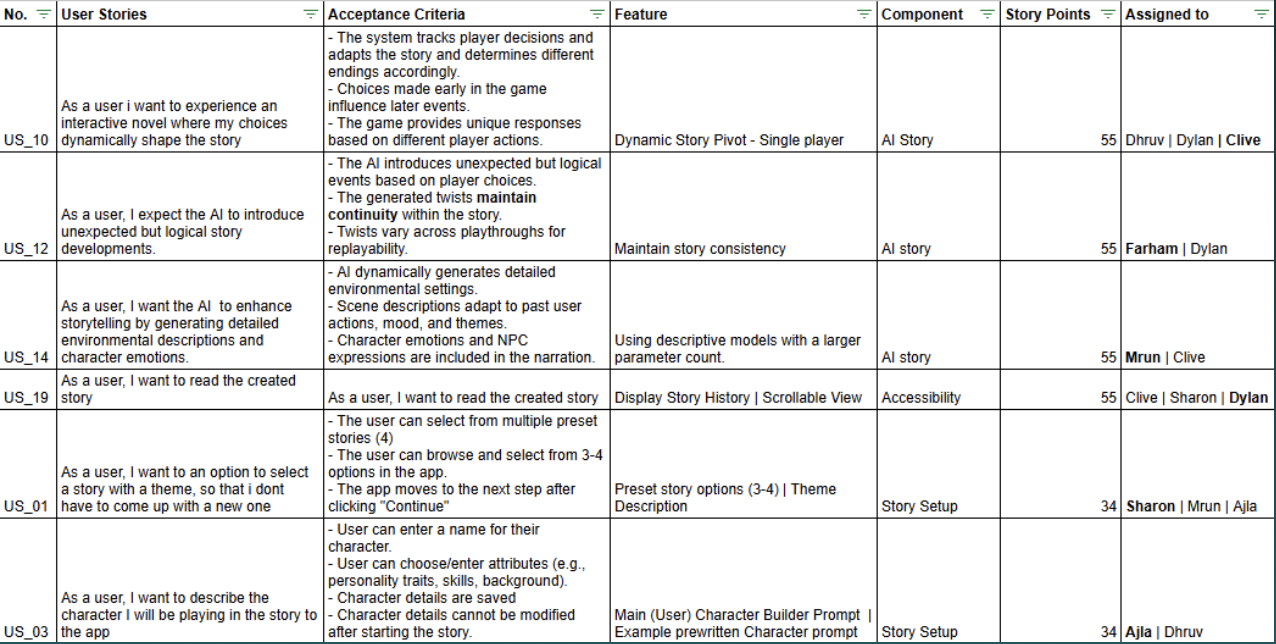 No. User Stories Acceptance Criteria Feature Component Story Points Assigned to
US_10
As a user i want to experience an
interactive novel where my choices
dynamically shape the story
- The system tracks player decisions and
adapts the story and determines different
endings accordingly.
- Choices made early in the game
influence later events.
- The game provides unique responses
based on different player actions.
Dynamic Story Pivot - Single player
AI Story
55
Dhruv | Dylan | Clive
US_12
As a user, I expect the AI to introduce
unexpected but logical story
developments.
- The AI introduces unexpected but logical
events based on player choices.
- The generated twists maintain
continuity within the story.
- Twists vary across playthroughs for
replayability.
Maintain story consistency
AI story
55
Farham | Dylan
US_14
As a user, I want the AI  to enhance
storytelling by generating detailed
environmental descriptions and
character emotions.
- AI dynamically generates detailed
environmental settings.
- Scene descriptions adapt to past user
actions, mood, and themes.
- Character emotions and NPC
expressions are included in the narration.
Using descriptive models with a larger
parameter count.
AI story
55
Mrun | Clive
US_19
As a user, I want to read the created
story
As a user, I want to read the created story
Display Story History | Scrollable View
Accessibility
55
Clive | Sharon | Dylan
US_01
As a user, I want to an option to select
a story with a theme, so that i dont
have to come up with a new one
- The user can select from multiple preset
stories (4)
- The user can browse and select from 3-4
options in the app.
- The app moves to the next step after
clicking "Continue"
Preset story options (3-4) | Theme
Description
Story Setup
34
Sharon | Mrun | Ajla
US_03
As a user, I want to describe the
character I will be playing in the story to
the app
- User can enter a name for their
character.
- User can choose/enter attributes (e.g.,
personality traits, skills, background).
- Character details are saved
- Character details cannot be modified
after starting the story.
Main (User) Character Builder Prompt |
Example prewritten Character prompt
Story Setup
34
Ajla | Dhruv